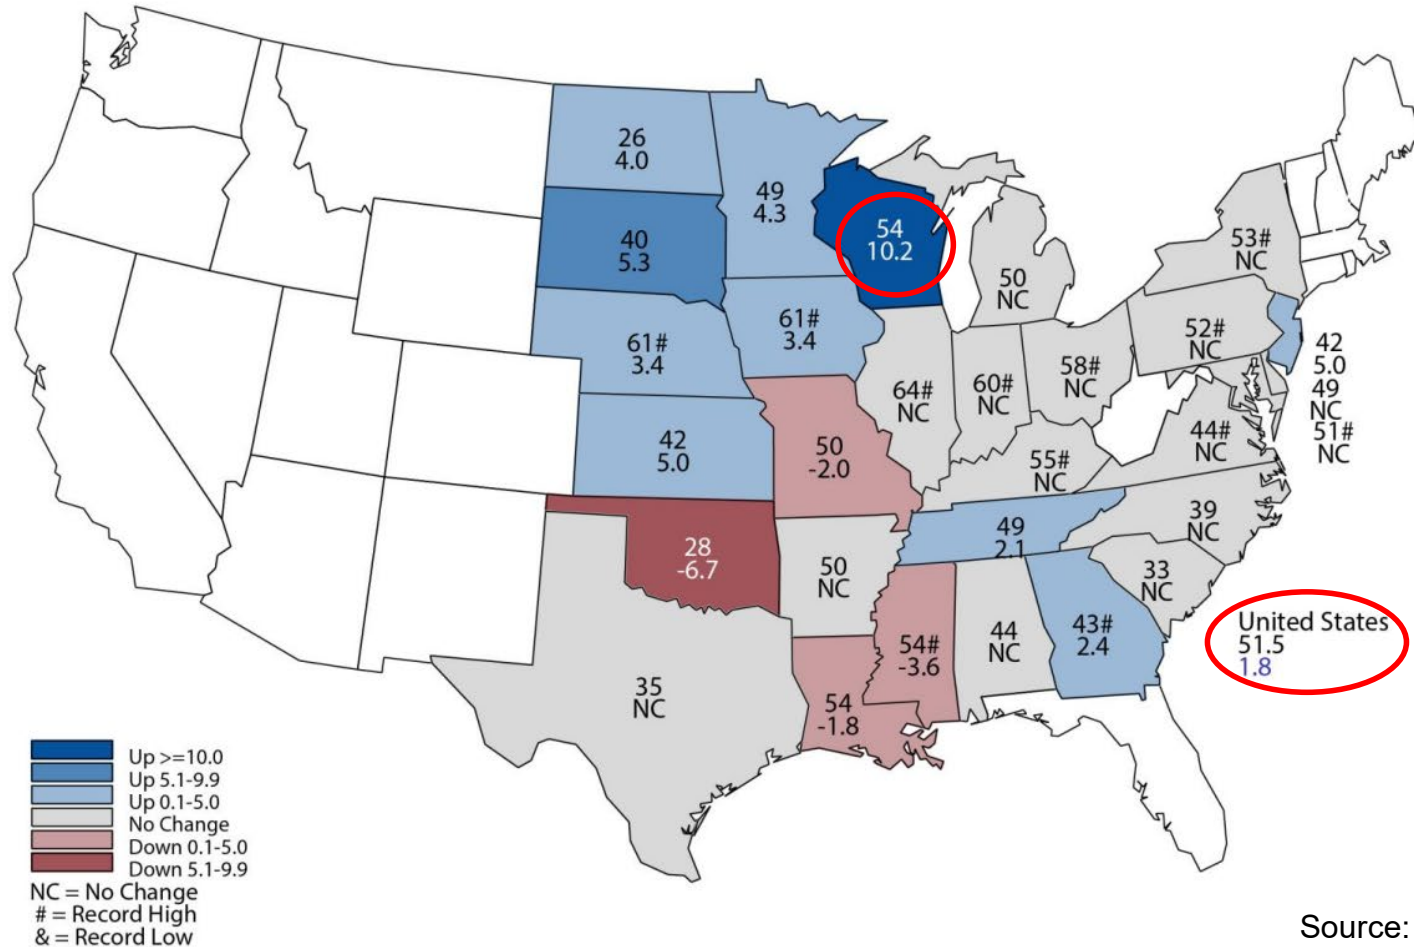 26
4.0
49
4.3
54
10.2
40
5.3
50
NC
53#
NC
61#
3.4
61#
3.4
52#
NC
42
5.0
49
NC
51#
NC
64#
NC
60#
NC
58#
NC
42
5.0
50
-2.0
55#
NC
44#
NC
28
-6.7
50
NC
49
2.1
39
NC
33
NC
35
NC
54
-1.8
54#
-3.6
44
NC
43#
2.4
United States
51.5
1.8
Up >=10.0
Up 5.1-9.9
Up 0.1-5.0
No Change
Down 0.1-5.0
Down 5.1-9.9
NC = No Change
# = Record High
& = Record Low
Source: